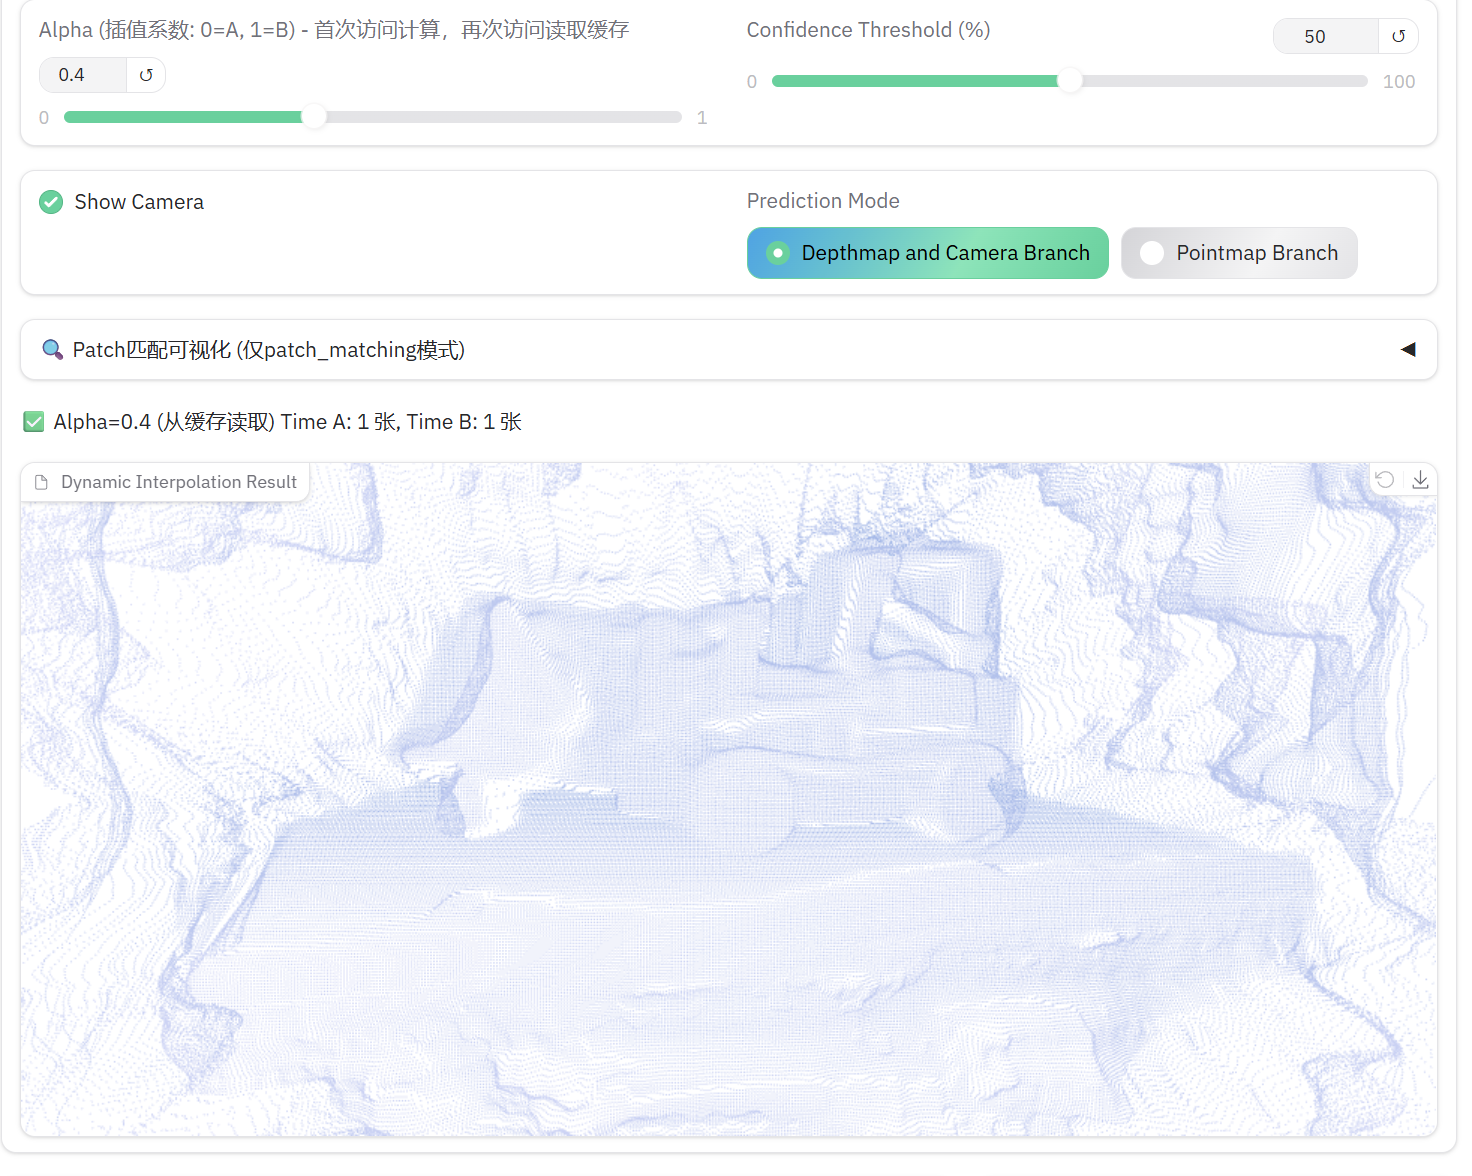 Alpha (插值系数: 0=A, 1=B) - 首次访问计算，再次访问读取缓存
0.4
0
1
Confidence Threshold (%)
50
0
100
Show Camera
Prediction Mode
Depthmap and Camera Branch
Pointmap Branch
Patch匹配可视化 (仅patch_matching模式)
Alpha=0.4 (从缓存读取) Time A: 1 张, Time B: 1 张
Dynamic Interpolation Result